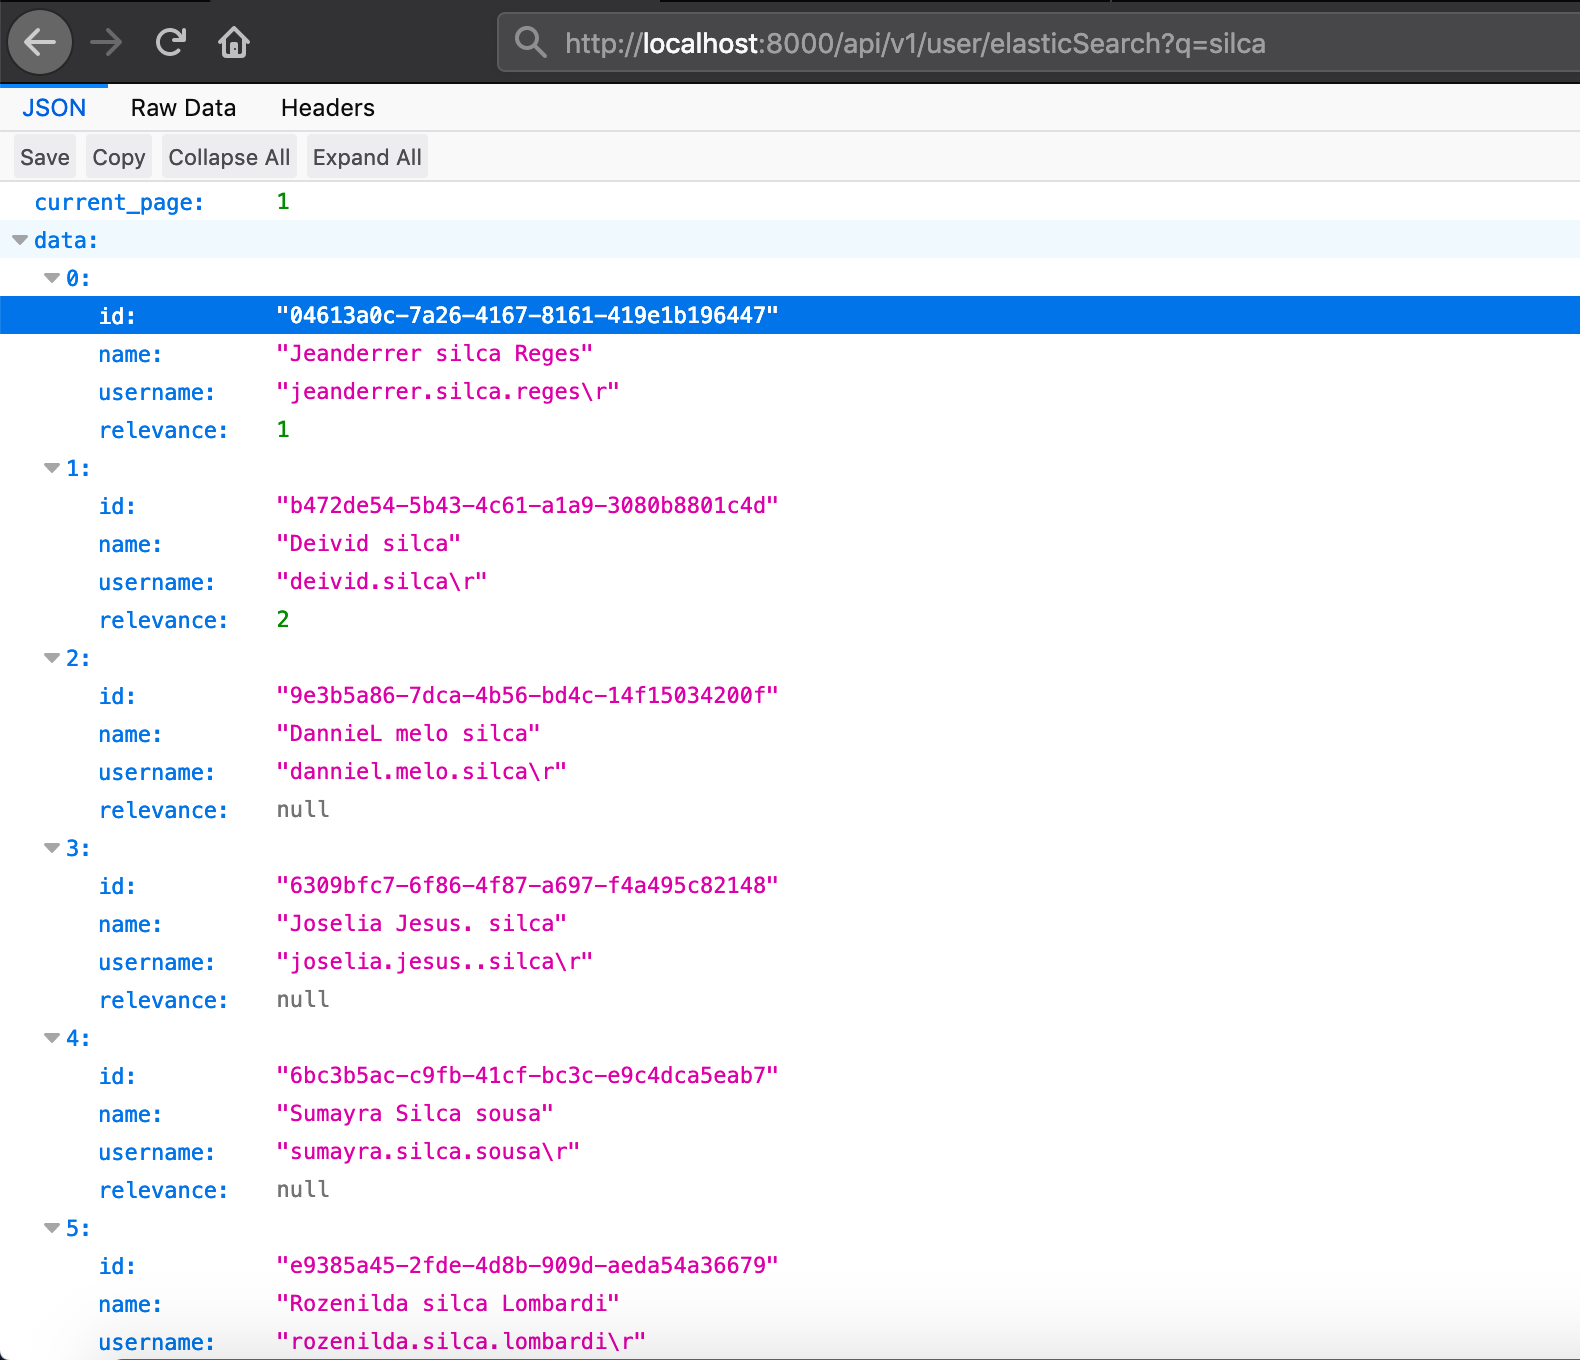 http://localhost:8000/api/v1/user/elasticSearch?q=silca
JSON Raw Data Headers
Save Copy Collapse All Expand All
current_page: 1
data:
0:
id: "04613a0c-7a26-4167-8161-419e1b196447"
name: "Jeanderrer silca Reges"
username: "jeanderrer.silca.reges\r"
relevance: 1
1:
id: "b472de54-5b43-4c61-a1a9-3080b8801c4d"
name: "Deivid silca"
username: "deivid.silca\r"
relevance: 2
2:
id: "9e3b5a86-7dca-4b56-bd4c-14f15034200f"
name: "DannieL melo silca"
username: "danniel.melo.silca\r"
relevance: null
3:
id: "6309bfc7-6f86-4f87-a697-f4a495c82148"
name: "Joselia Jesus. silca"
username: "joselia.jesus..silca\r"
relevance: null
4:
id: "6bc3b5ac-c9fb-41cf-bc3c-e9c4dca5eab7"
name: "Sumayra Silca sousa"
username: "sumayra.silca.sousa\r"
relevance: null
5:
id: "e9385a45-2fde-4d8b-909d-aeda54a36679"
name: "Rozenilda silca Lombardi"
username: "rozenilda.silca.lombardi\r"